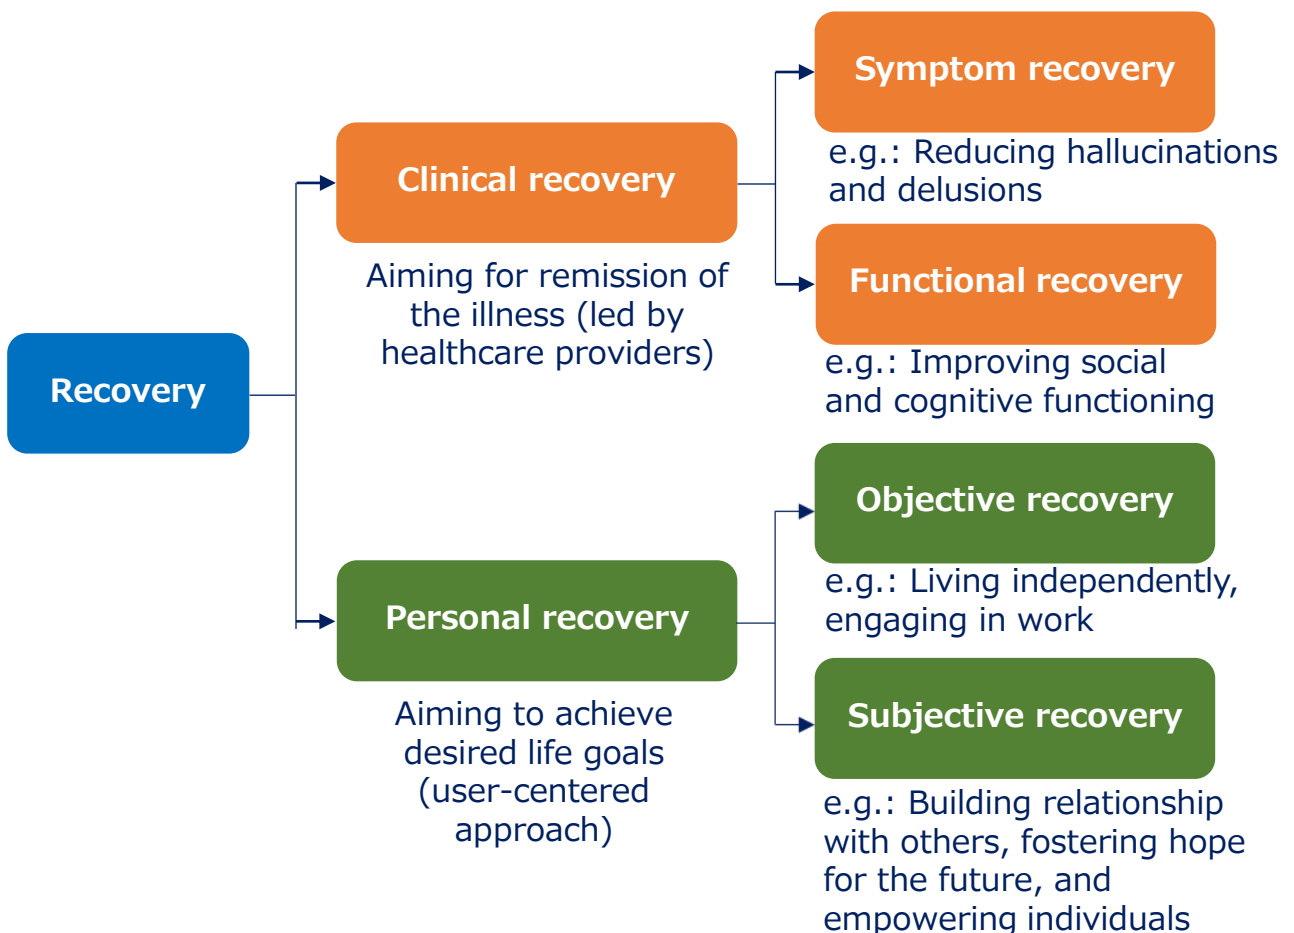 Recovery
Clinical recovery
Aiming for remission of
the illness (led by
healthcare providers)
Symptom recovery
e.g.: Reducing hallucinations
and delusions
Functional recovery
e.g.: Improving social
and cognitive functioning
Personal recovery
Aiming to achieve
desired life goals
(user-centered
approach)
Objective recovery
e.g.: Living independently,
engaging in work
Subjective recovery
e.g.: Building relationship
with others, fostering hope
for the future, and
empowering individuals